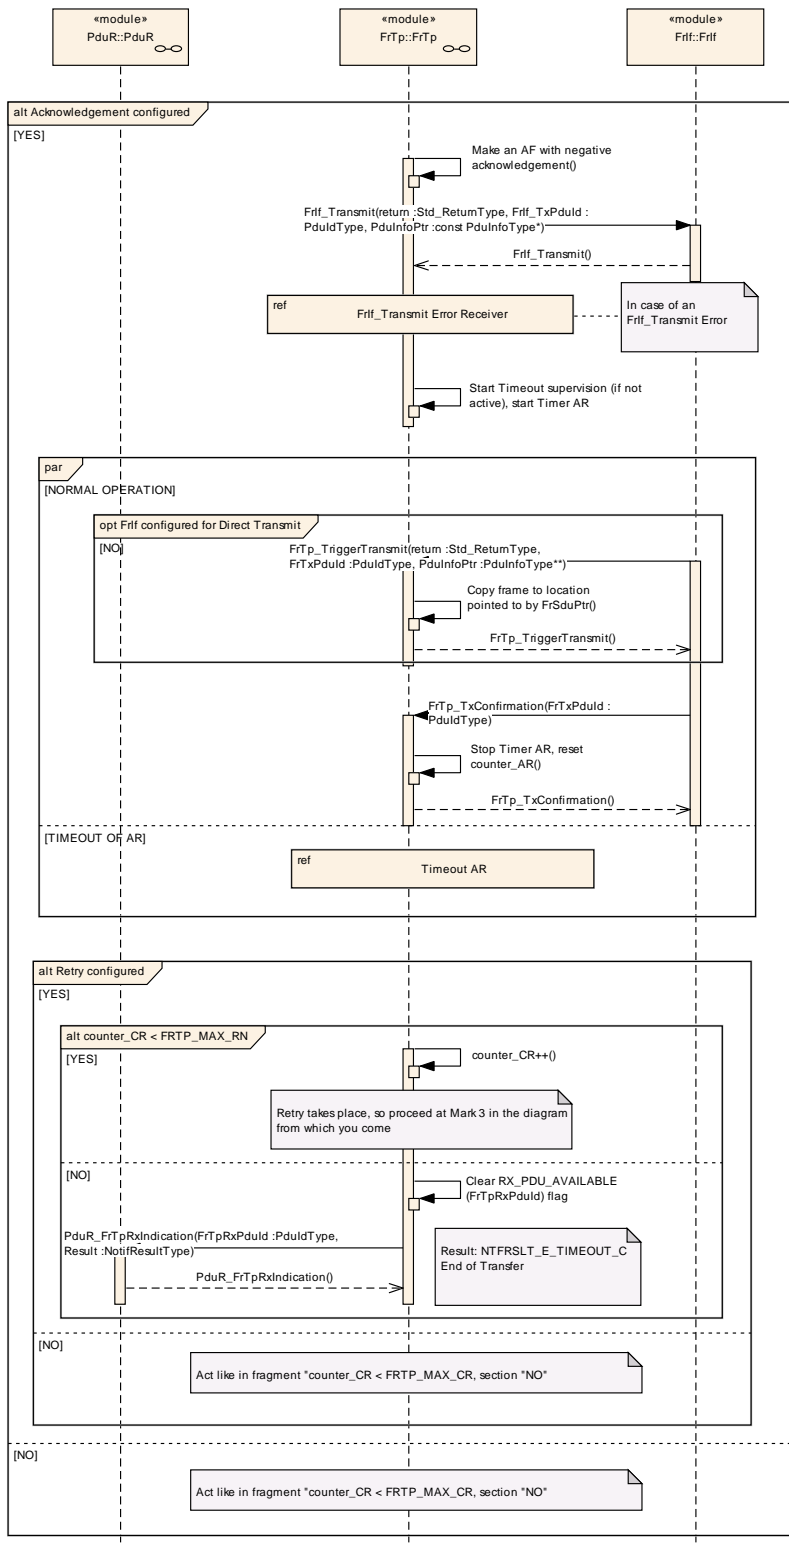 «module»
PduR::PduR
«module»
FrTp::FrTp
«module»
FrIf::FrIf
alt Acknowledgement configured
[YES]
Make an AF with negative
acknowledgement()
FrIf_Transmit(return :Std_ReturnType, FrIf_TxPduId :
PduIdType, PduInfoPtr :const PduInfoType*)
FrIf_Transmit()
ref
FrIf_Transmit Error Receiver
In case of an
FrIf_Transmit Error
Start Timeout supervision (if not
active), start Timer AR
par
[NORMAL OPERATION]
opt FrIf configured for Direct Transmit
[NO]
FrTp_TriggerTransmit(return :Std_ReturnType,
FrTxPduId :PduIdType, PduInfoPtr :PduInfoType**)
Copy frame to location
pointed to by FrSduPtr()
FrTp_TriggerTransmit()
FrTp_TxConfirmation(FrTxPduId :
PduIdType)
Stop Timer AR, reset
counter_AR()
FrTp_TxConfirmation()
[TIMEOUT OF AR]
ref
Timeout AR
alt Retry configured
[YES]
alt counter_CR < FRTP_MAX_RN
[YES]
counter_CR++()
Retry takes place, so proceed at Mark 3 in the diagram
from which you come
[NO]
Clear RX_PDU_AVAILABLE
(FrTpRxPduId) flag
PduR_FrTpRxIndication(FrTpRxPduId :PduIdType,
Result :NotifResultType)
Result: NTFRSLT_E_TIMEOUT_C
End of Transfer
PduR_FrTpRxIndication()
[NO]
Act like in fragment "counter_CR < FRTP_MAX_CR, section "NO"
[NO]
Act like in fragment "counter_CR < FRTP_MAX_CR, section "NO"